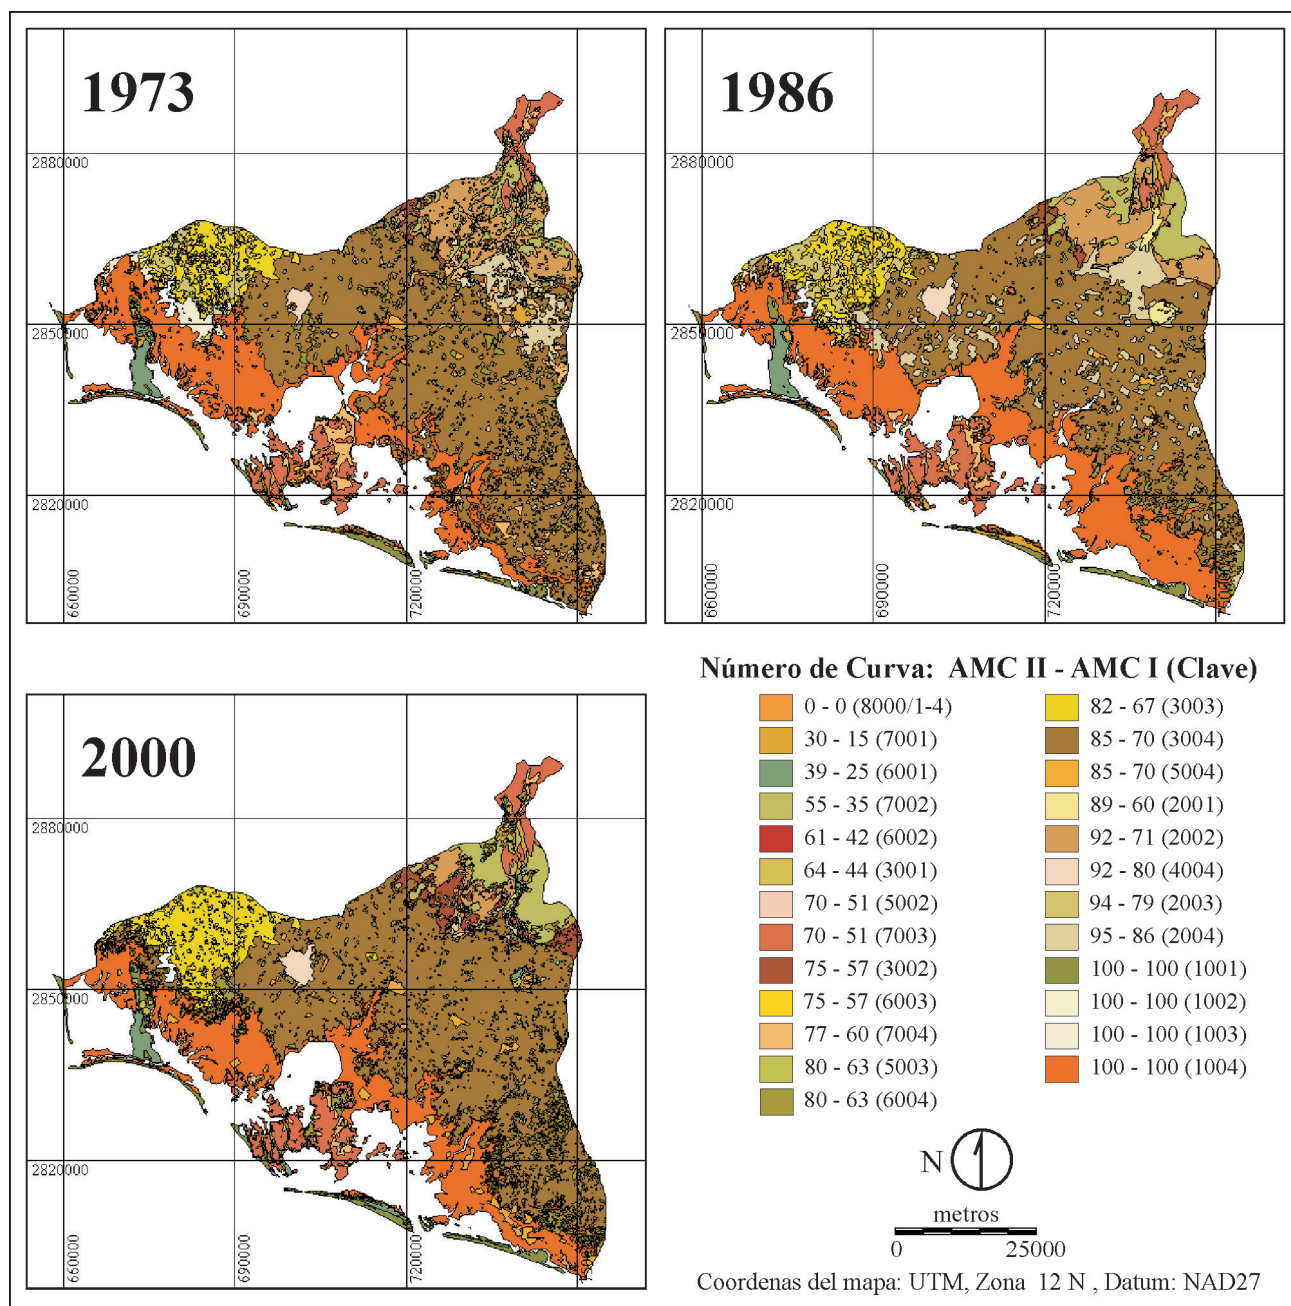 1973
2880000
2850000
2820000
660000
690000
720000
750000
1986
2880000
2850000
2820000
660000
690000
720000
750000
2000
2880000
2850000
2820000
660000
690000
720000
750000
Número de Curva: AMC II - AMC I (Clave)
0 - 0 (8000/1-4)
30 - 15 (7001)
39 - 25 (6001)
55 - 35 (7002)
61 - 42 (6002)
64 - 44 (3001)
70 - 51 (5002)
70 - 51 (7003)
75 - 57 (3002)
75 - 57 (6003)
77 - 60 (7004)
80 - 63 (5003)
80 - 63 (6004)
82 - 67 (3003)
85 - 70 (3004)
85 - 70 (5004)
89 - 60 (2001)
92 - 71 (2002)
92 - 80 (4004)
94 - 79 (2003)
95 - 86 (2004)
100 - 100 (1001)
100 - 100 (1002)
100 - 100 (1003)
100 - 100 (1004)
N
metros
0 25000
Coordenas del mapa: UTM, Zona 12 N , Datum: NAD27